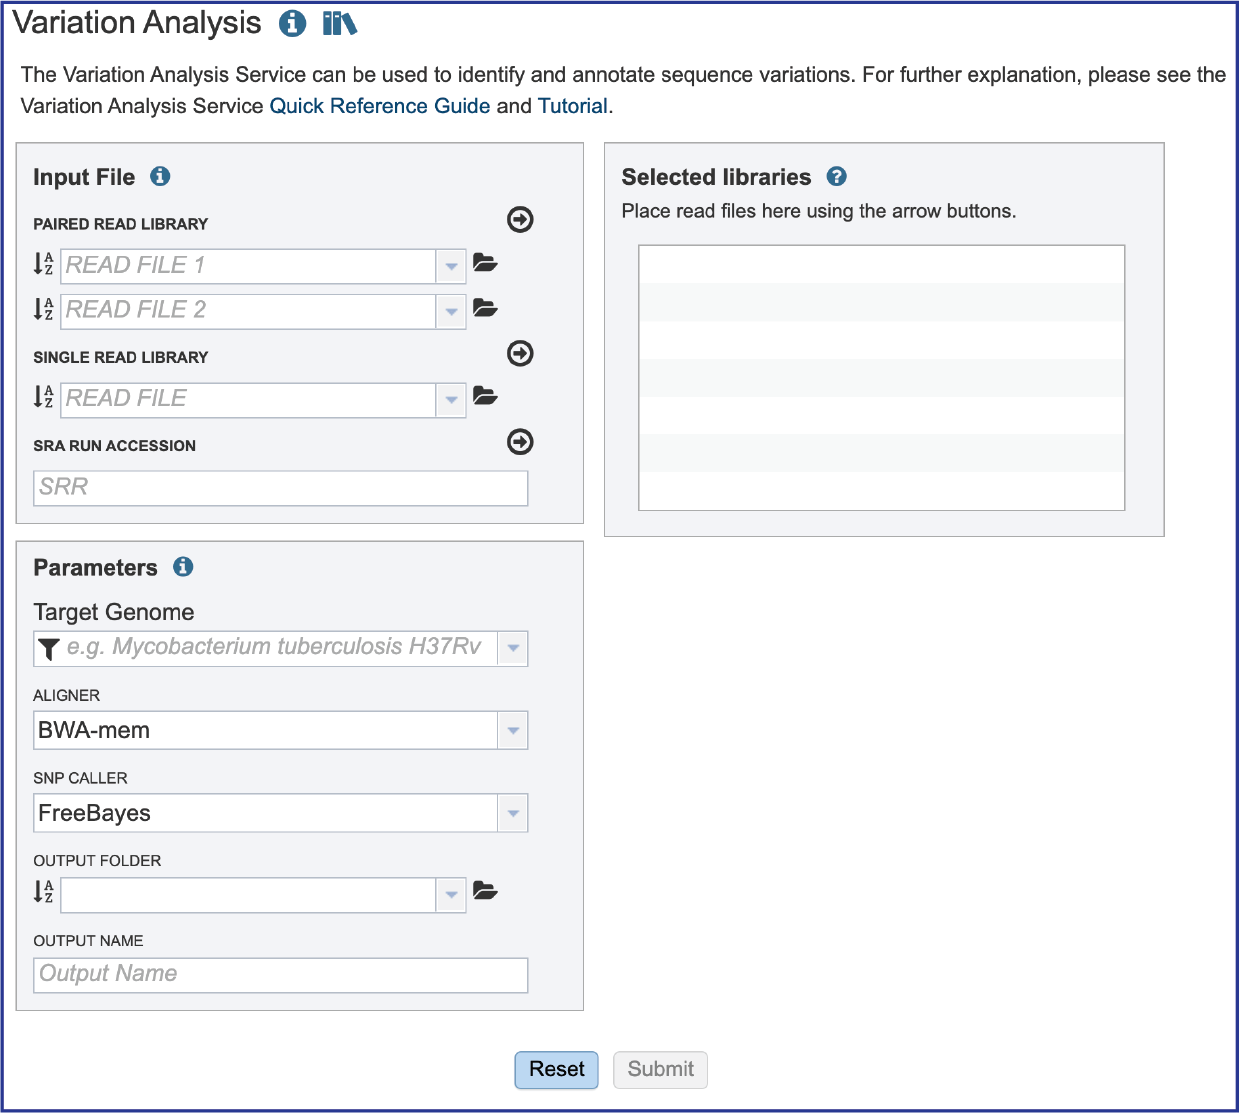 Variation Analysis
The Variation Analysis Service can be used to identify and annotate sequence variations. For further explanation, please see the
Variation Analysis Service Quick Reference Guide and Tutorial.
Input File
PAIRED READ LIBRARY
READ FILE 1
READ FILE 2
SINGLE READ LIBRARY
READ FILE
SRA RUN ACCESSION
SRR
Selected libraries
Place read files here using the arrow buttons.
Parameters
Target Genome
e.g. Mycobacterium tuberculosis H37Rv
ALIGNER
BWA-mem
SNP CALLER
FreeBayes
OUTPUT FOLDER
OUTPUT NAME
Output Name
Reset
Submit